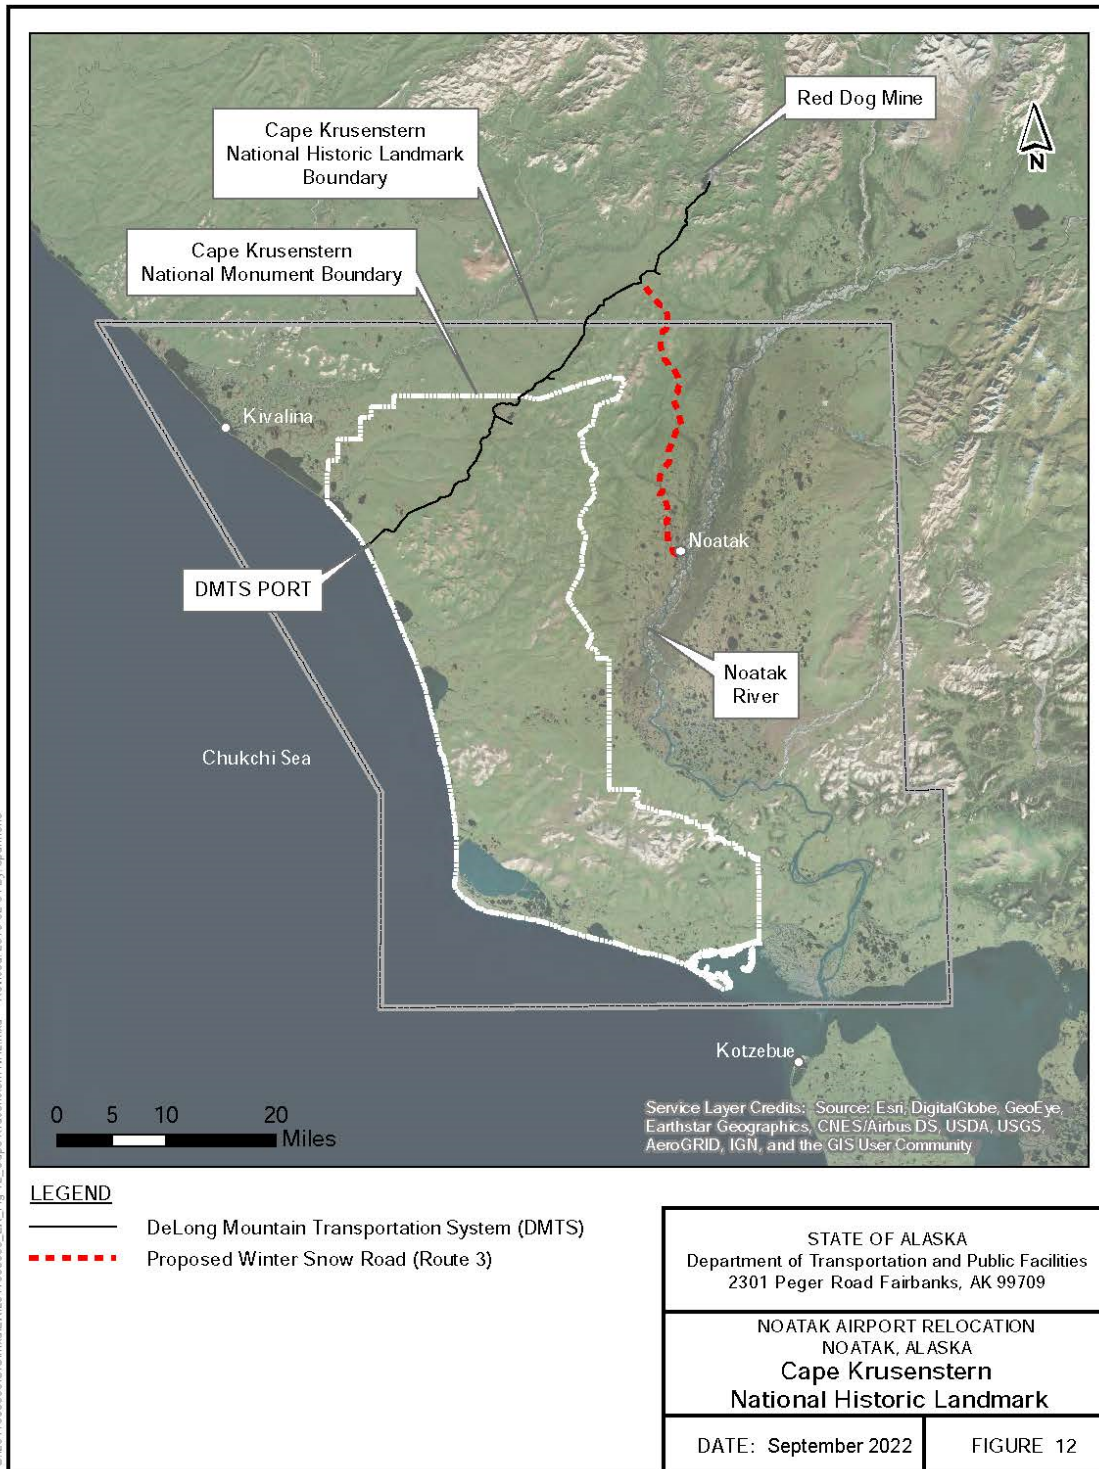 Red Dog Mine
Cape Krusenstern
National Historic Landmark
Boundary
N
Cape Krusenstern
National Monument Boundary
Kivalina
Noatak
DMTS PORT
Noatak
River
Chukchi Sea
Kotzebue
0 5 10 20
Miles
Service Layer Credits: Source: Esri, DigitalGlobe, GeoEye,
Earthstar Geographics, CNES/Airbus DS, USDA, USGS,
AeroGRID, IGN, and the GIS User Community
LEGEND
DeLong Mountain Transportation System (DMTS)
Proposed Winter Snow Road (Route 3)
STATE OF ALASKA
Department of Transportation and Public Facilities
2301 Peger Road Fairbanks, AK 99709
NOATAK AIRPORT RELOCATION
NOATAK, ALASKA
Cape Krusenstern
National Historic Landmark
DATE: September 2022
FIGURE 12